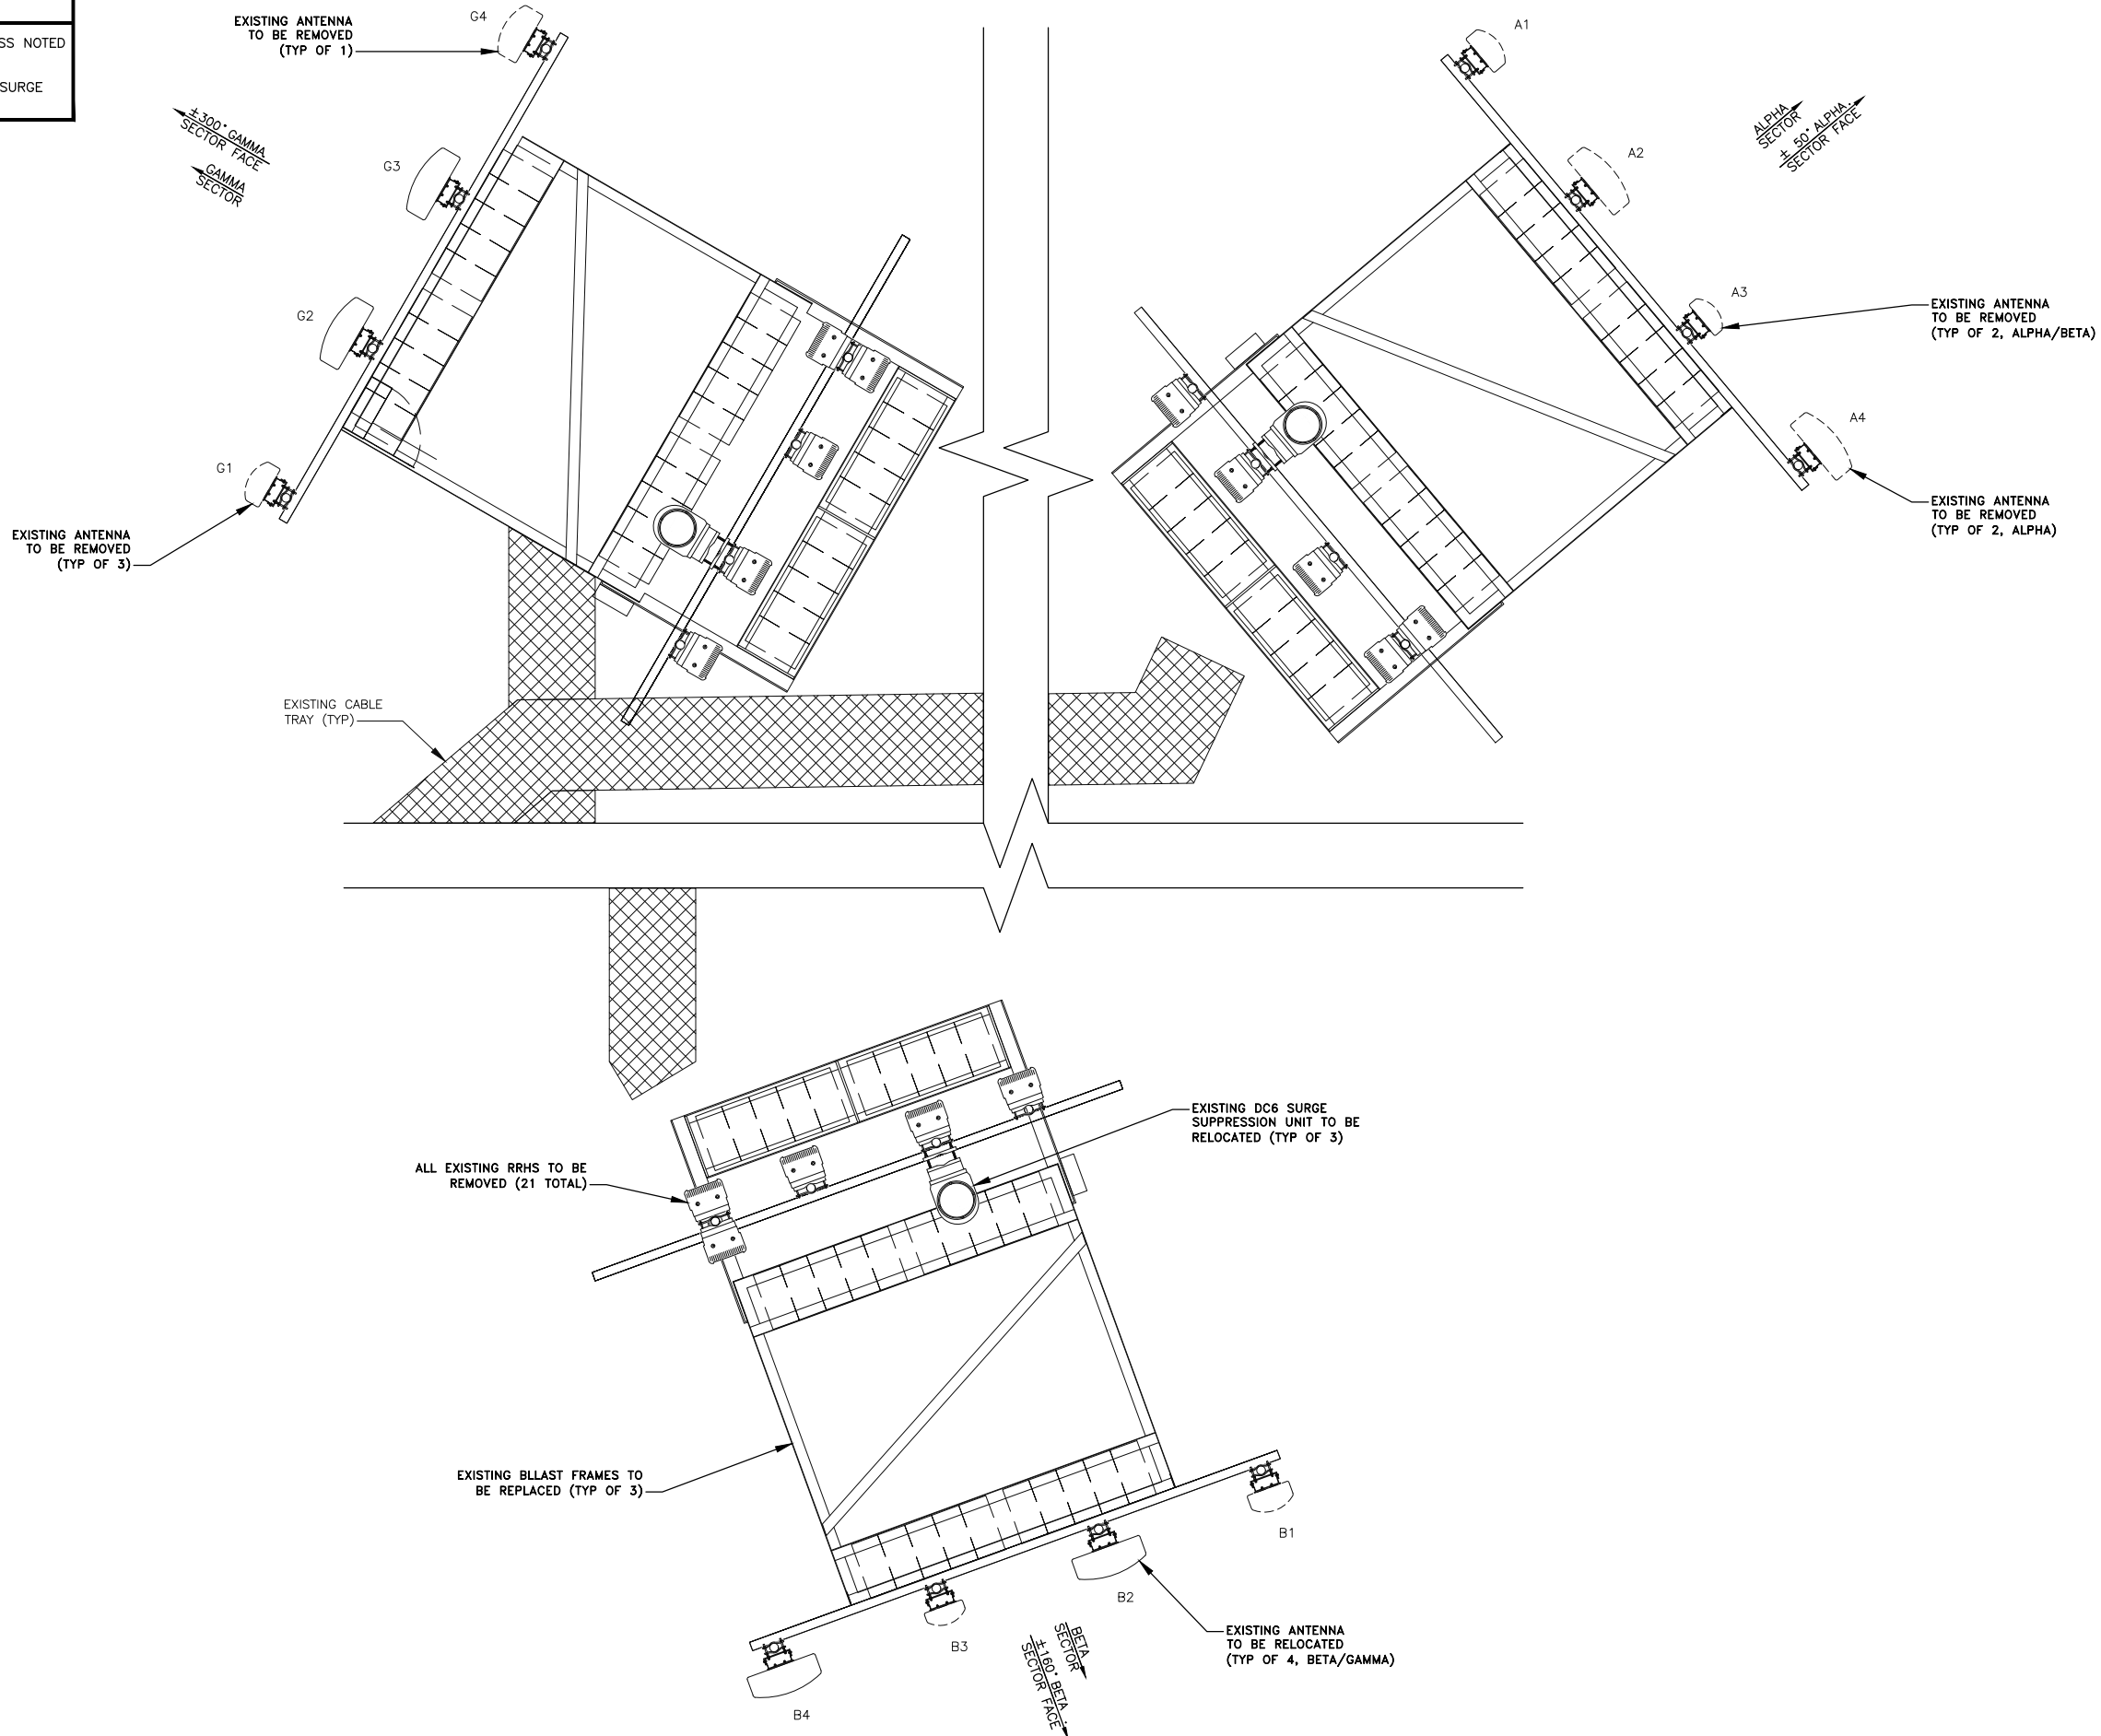 SS NOTED
SURGE
EXISTING ANTENNA
TO BE REMOVED
(TYP OF 1)
G4
±300° GAMMA
SECTOR FACE
GAMMA
SECTOR
G3
G2
G1
EXISTING ANTENNA
TO BE REMOVED
(TYP OF 3)
A1
ALPHA
SECTOR
± 50° ALPHA
SECTOR FACE
A2
A3
EXISTING ANTENNA
TO BE REMOVED
(TYP OF 2, ALPHA/BETA)
A4
EXISTING ANTENNA
TO BE REMOVED
(TYP OF 2, ALPHA)
EXISTING CABLE
TRAY (TYP)
EXISTING DC6 SURGE
SUPPRESSION UNIT TO BE
RELOCATED (TYP OF 3)
ALL EXISTING RRHS TO BE
REMOVED (21 TOTAL)
EXISTING BLLAST FRAMES TO
BE REPLACED (TYP OF 3)
B1
B2
B3
B4
EXISTING ANTENNA
TO BE RELOCATED
(TYP OF 4, BETA/GAMMA)
BETA
SECTOR
±160° BETA
SECTOR FACE